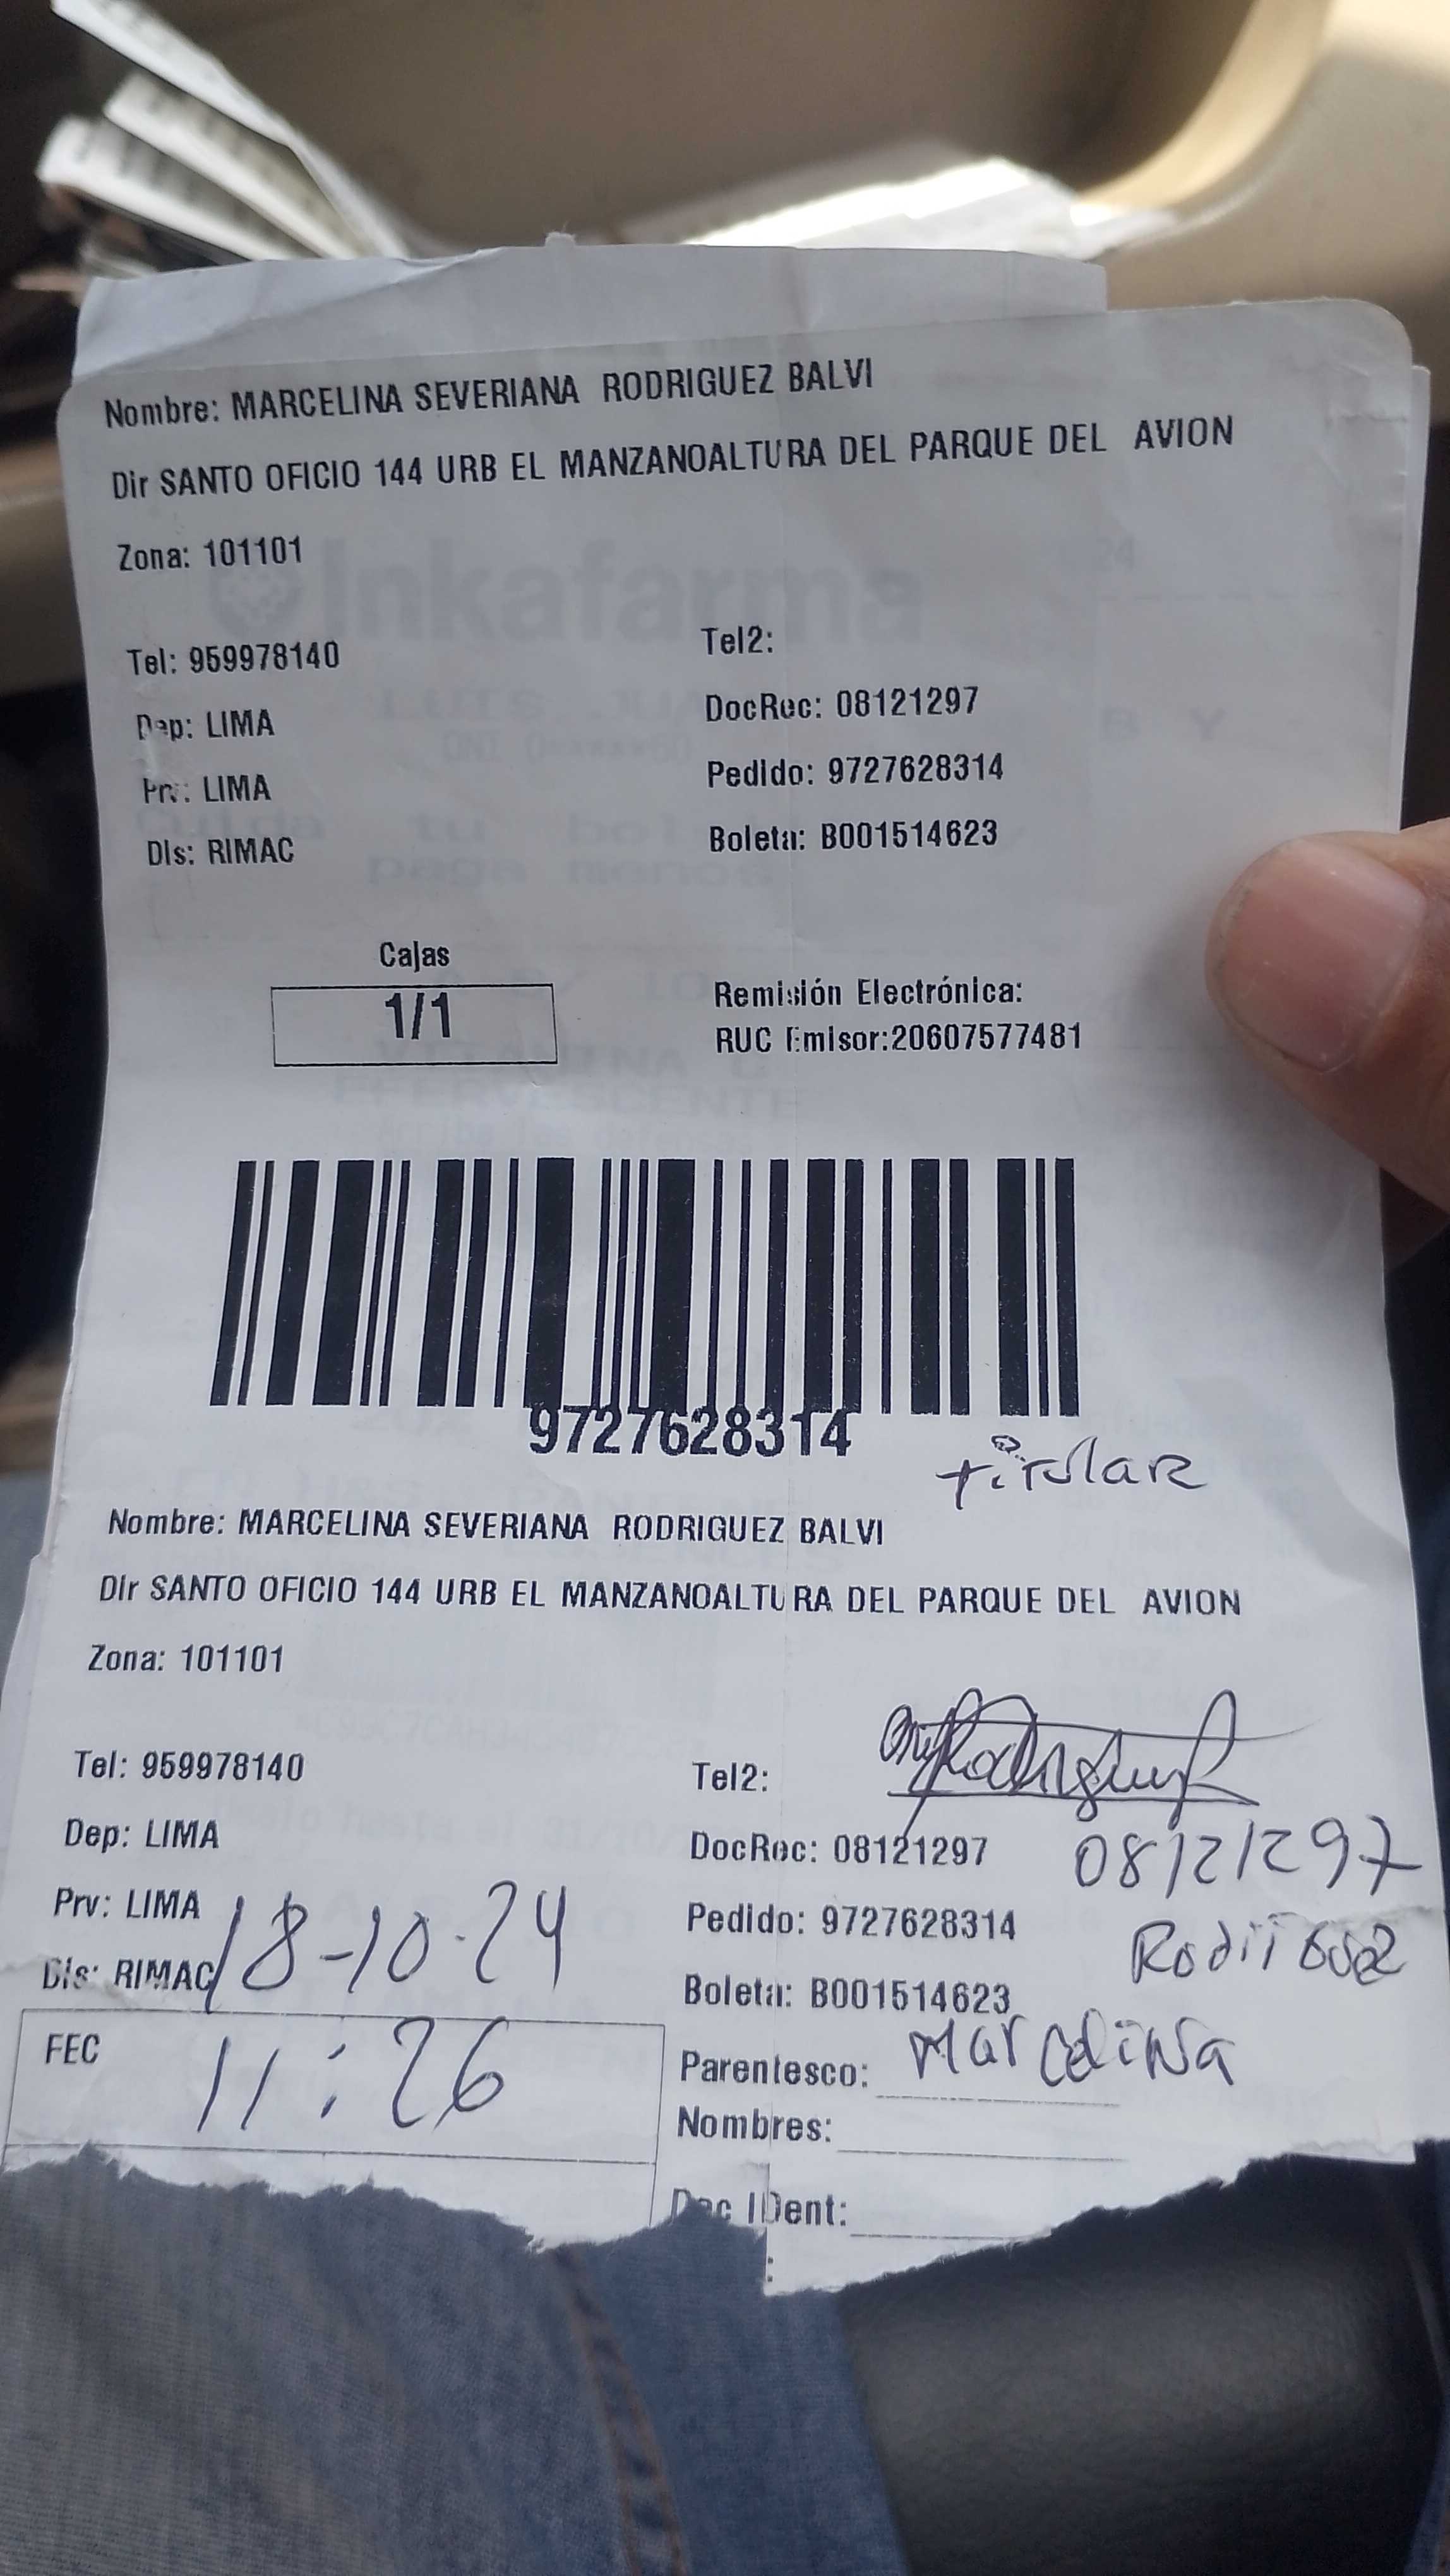 Nombre: MARCELINA SEVERIANA RODRIGUEZ BALVI
Dir SANTO OFICIO 144 URB EL MANZANOALTURA DEL PARQUE DEL AVION
Zona: 101101
Inkafarma
Tel: 959978140
Tel2:
Dep: LIMA
DocRec: 08121297
Prv: LIMA
Pedido: 9727628314
Dis: RIMAC
Boleta: B001514623
Cajas
1/1
Remisión Electrónica:
RUC Emisor:20607577481
9727628314
titular
Nombre: MARCELINA SEVERIANA RODRIGUEZ BALVI
Dir SANTO OFICIO 144 URB EL MANZANOALTURA DEL PARQUE DEL AVION
Zona: 101101
Tel: 959978140
Tel2:
Dep: LIMA
DocRec: 08121297
08121297
Prv: LIMA
18-10-24
Pedido: 9727628314
Dis: RIMAC
Boleta: B001514623
FEC
11:26
Parentesco: Marcelina
Nombres:
Doc IDent:
: